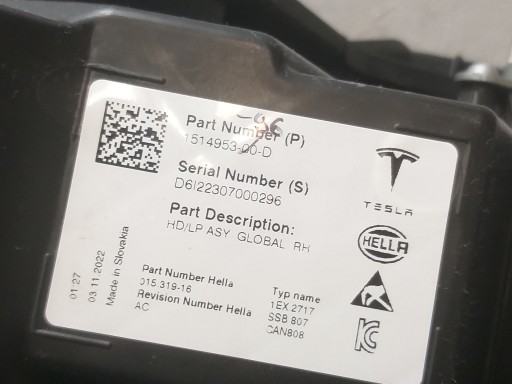 Part Number (P)
1514953-00-D
Serial Number (S)
D6I22307000296
Part Description:
HD/LP ASY GLOBAL RH
TESLA
HELLA
Part Number Hella
015.319-16
Revision Number Hella
AC
Typ name
1EX 2717
SSB 807
CAN808
01:27
03.11.2022
Made in Slovakia